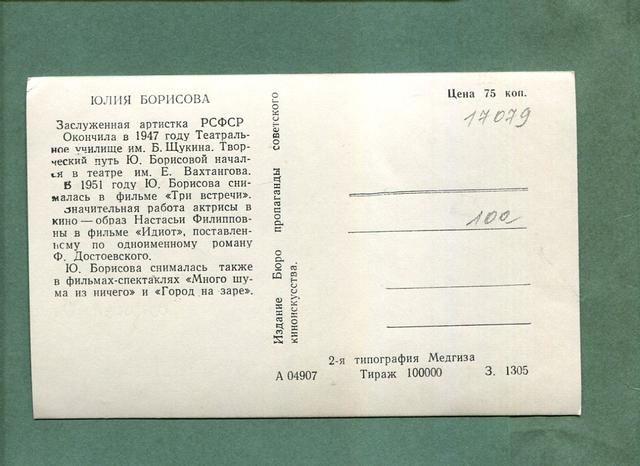 ЮЛИЯ БОРИСОВА
Заслуженная артистка РСФСР
Окончила в 1947 году Театраль-
ное училище им. Б. Щукина. Твор-
ческий путь Ю. Борисовой начал-
ся в театре им. Е. Вахтангова.
В 1951 году Ю. Борисова сни-
малась в фильме «Три встречи».
значительная работа актрисы в
кино — образ Настасьи Филиппов-
ны в фильме «Идиот», поставлен-
ному по одноименному роману
Ф. Достоевского.
Ю. Борисова снималась также
в фильмах-спектаклях «Много шу-
ма из ничего» и «Город на заре».
Издание Бюро пропаганды советского
киноискусства.
Цена 75 коп.
17079
100
2-я типография Медгиза
А 04907 Тираж 100000 З. 1305